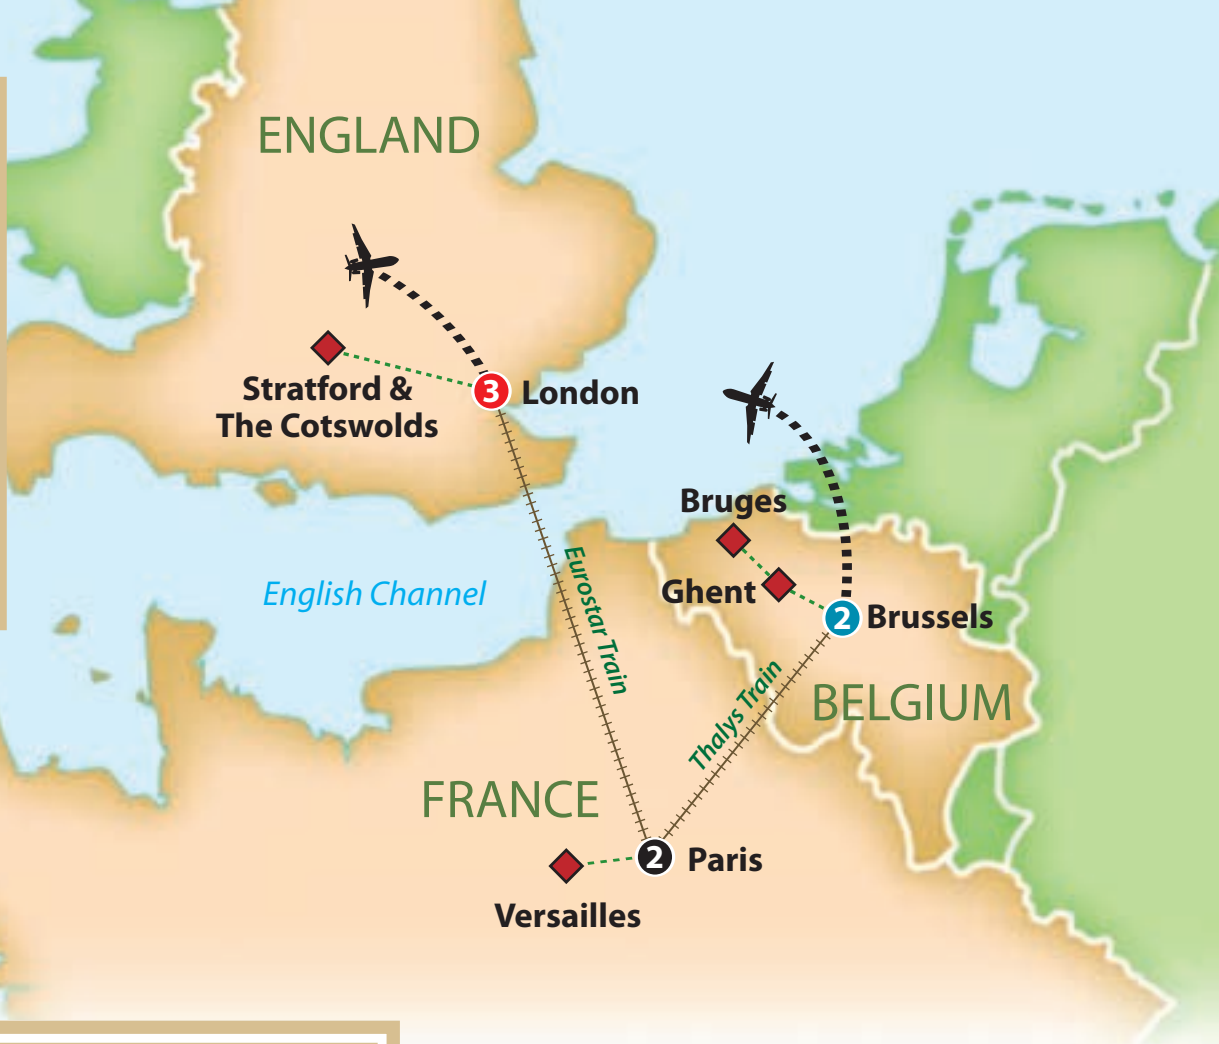 ENGLAND
Stratford &
The Cotswolds
3
London
Bruges
Ghent
2
Brussels
English Channel
Eurostar Train
Thalys Train
BELGIUM
FRANCE
2
Paris
Versailles